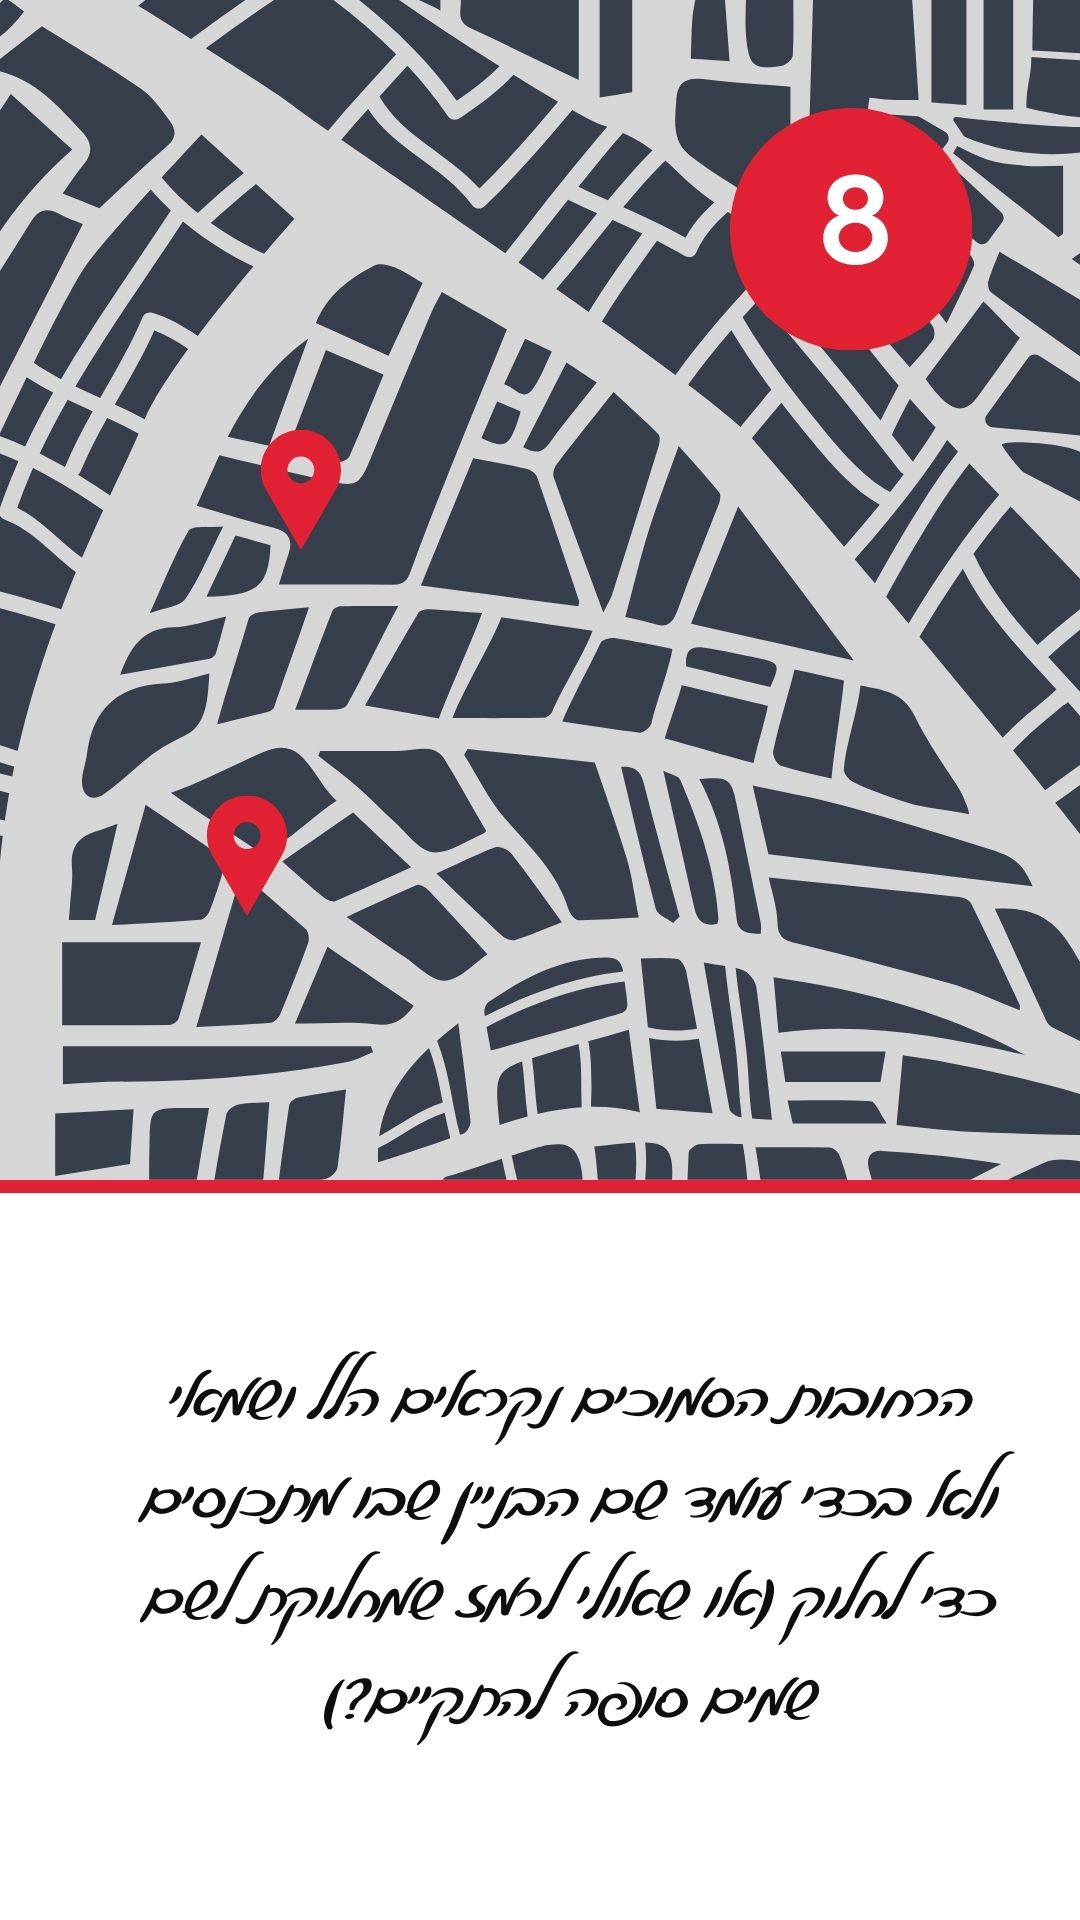 8
הרחובות הסמוכים נקראים הלל ושמאי
ולא בכדי עומד שם הבניין שבו מתכנסים
כדי לחלוק (או שאולי לרמז שמחלוקת לשם
שמים סופה להתקיים?)